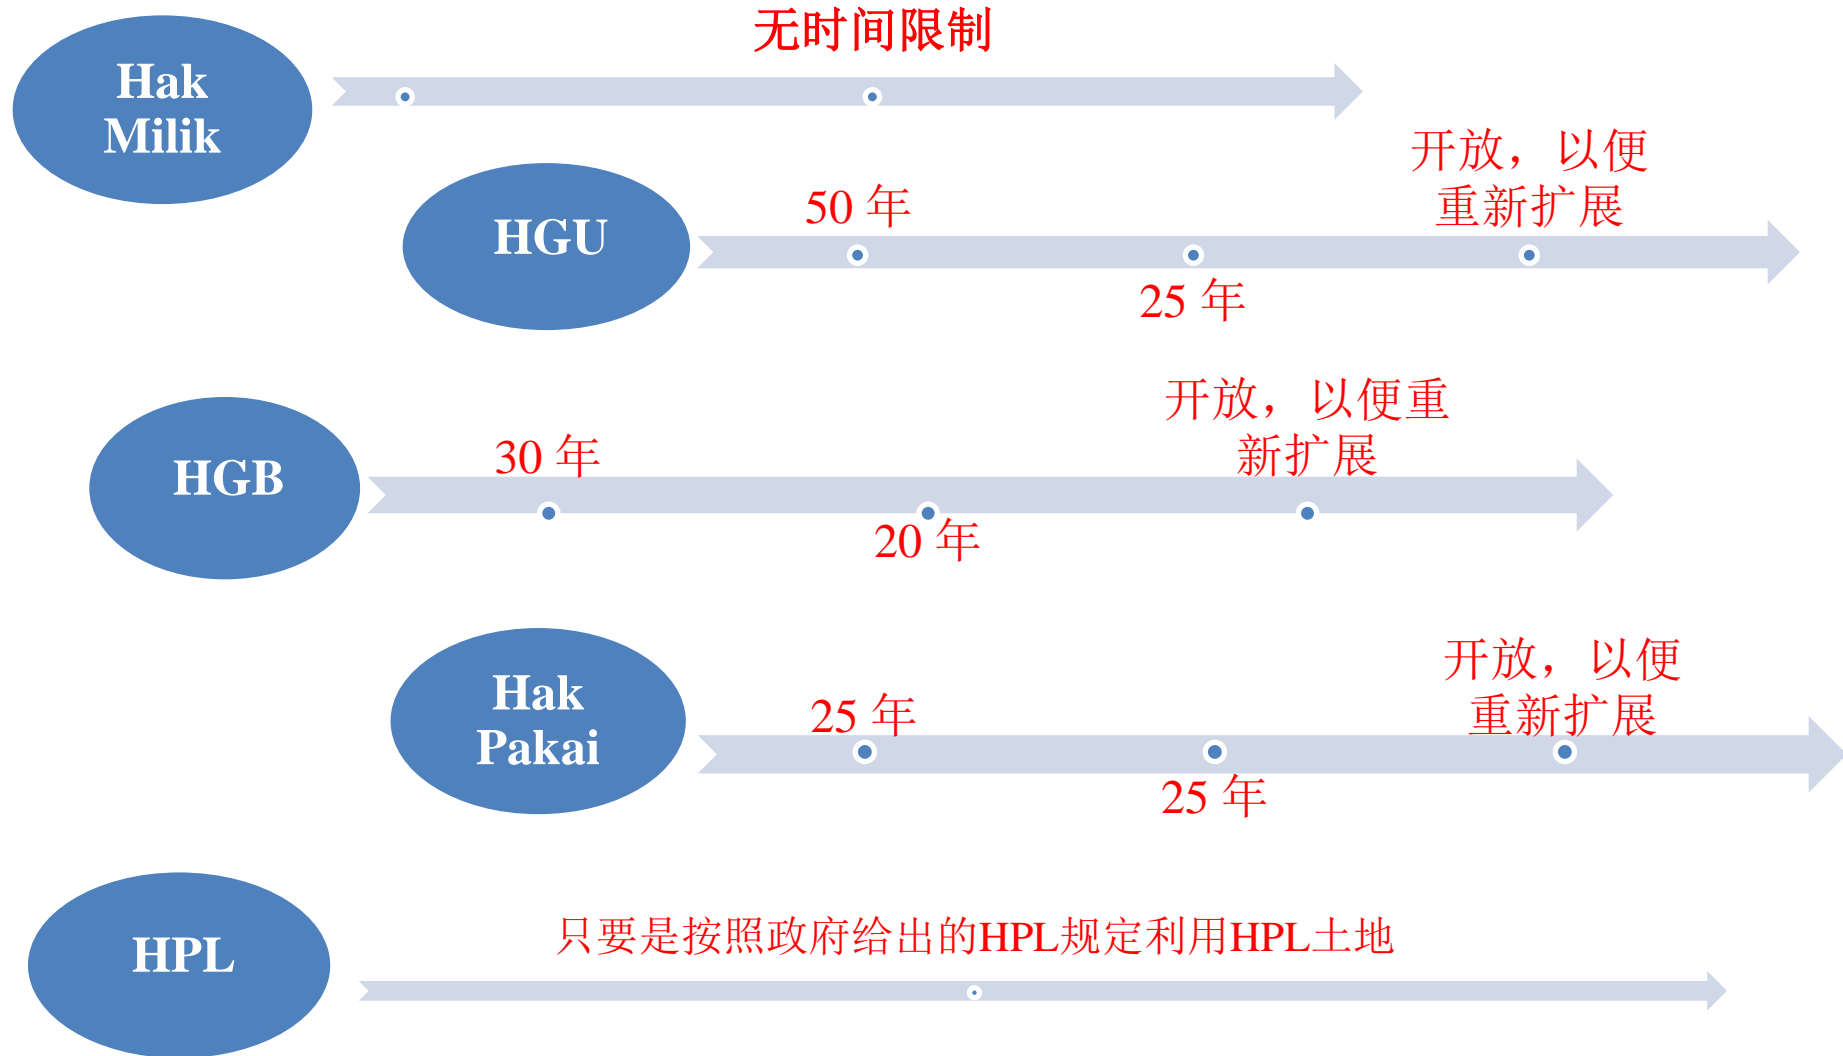 无时间限制
Hak
Milik
开放，以便
重新扩展
HGU
50 年
25 年
开放，以便重
新扩展
HGB
30 年
20 年
开放，以便
重新扩展
Hak
Pakai
25 年
25 年
HPL
只要是按照政府给出的HPL规定利用HPL土地